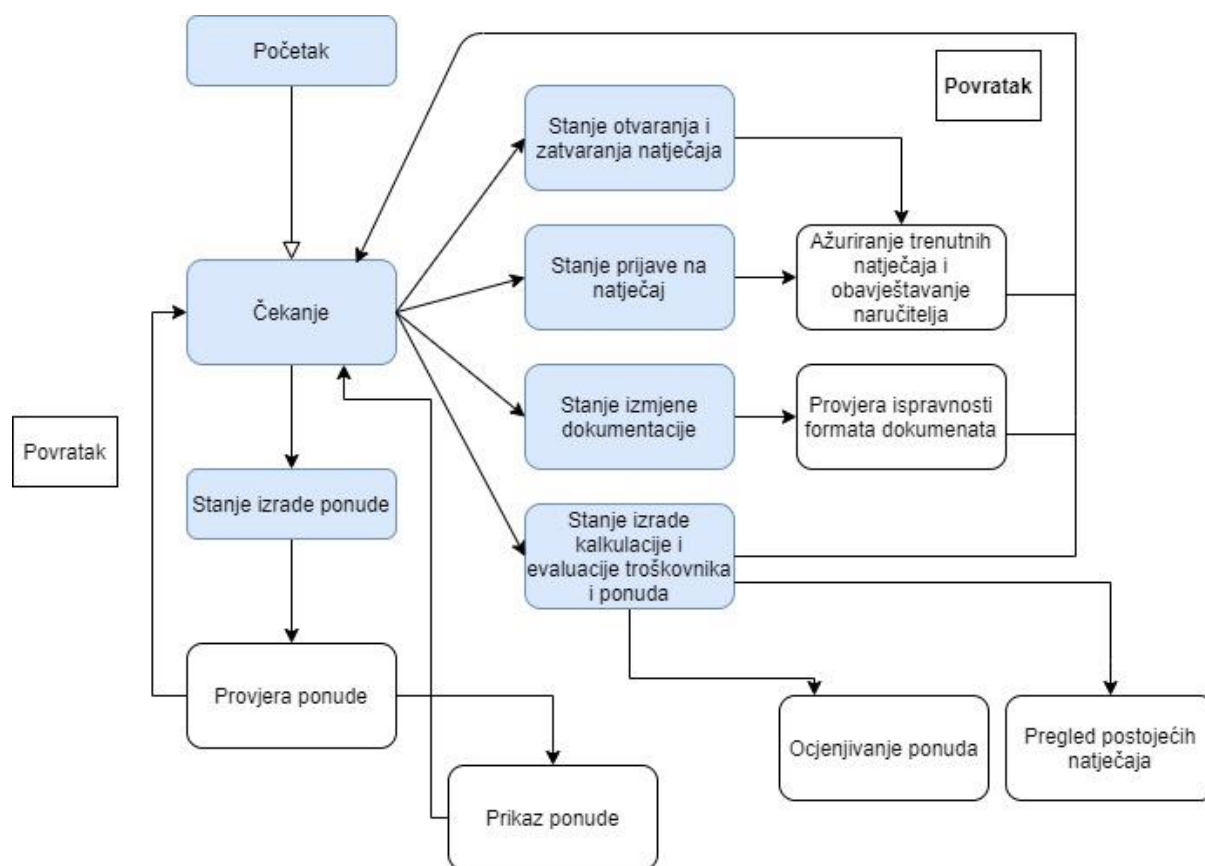 Početak
Povratak
Stanje otvaranja i
zatvaranja natječaja
Ažuriranje trenutnih
natječaja i
obavještavanje
naručitelja
Stanje prijave na
natječaj
Čekanje
Stanje izmjene
dokumentacije
Provjera ispravnosti
formata dokumenata
Povratak
Stanje izrade ponude
Stanje izrade
kalkulacije i
evaluacije troškovnika
i ponuda
Provjera ponude
Ocjenjivanje ponuda
Pregled postojećih
natječaja
Prikaz ponude